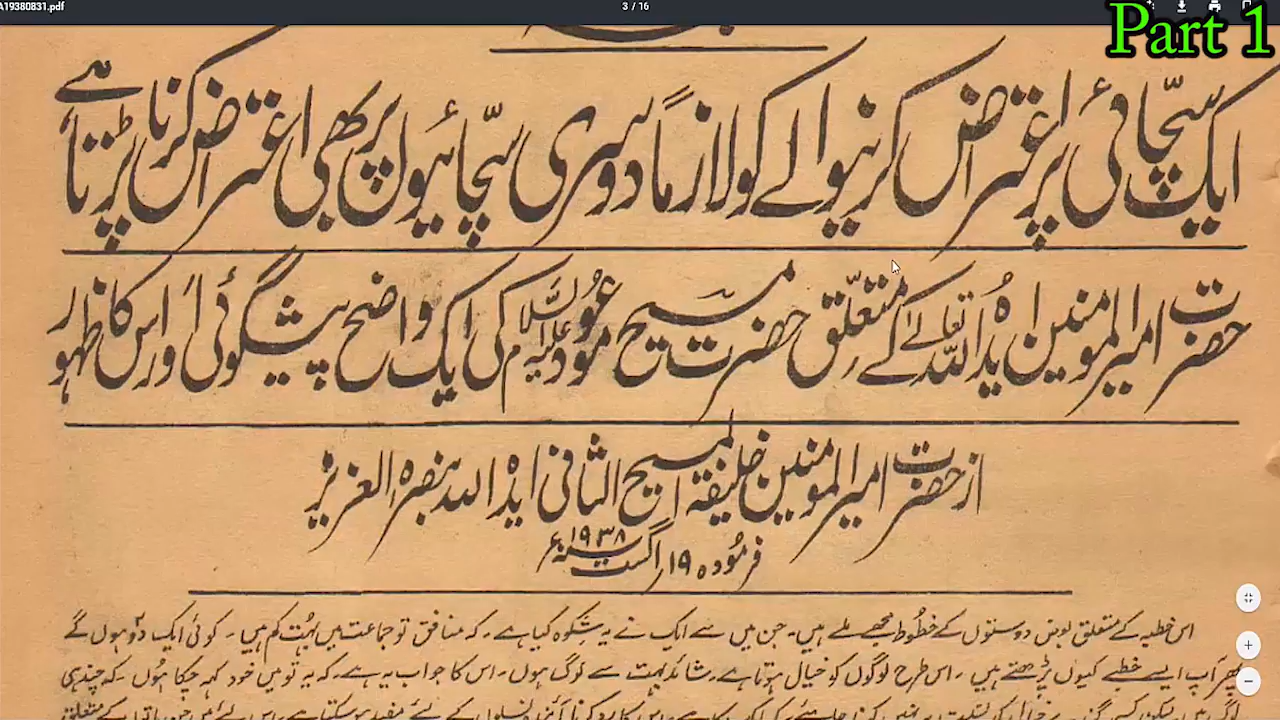 A19380831.pdf
3 / 16
Part 1
ایک سچائی پر اعتراض کرنیوالے کو لازماً دوسری سچائیوں پر بھی اعتراض کرنا پڑتا ہے
حضرت امیر المومنین ایدہ اللہ تعالےٰ کے متعلق حضرت مسیح موعود علیہ السلام کی ایک واضح پیشگوئی اور اس کا ظہور
از حضرت امیر المومنین خلیفۃ المسیح الثانی ایدہ اللہ بنصرہ العزیز
فرمودہ ۱۹ اگست ۱۹۳۸ء
اس خطبہ کے متعلق بعض دوستوں کے خطوط مجھے ملے ہیں۔ جن میں سے ایک نے یہ شکوہ کیا ہے۔ کہ منافق تو جماعت میں بہت کم ہیں۔ کوئی ایک دو ہوں گے
پھر آپ ایسے خطبے کیوں پڑھتے ہیں۔ اس طرح لوگوں کو خیال ہوتا ہے۔ شائد بہت سے لوگ ہوں۔ اس کا جواب یہ ہے۔ کہ یہ تو میں خود کہہ چکا ہوں۔ کہ چند ہی